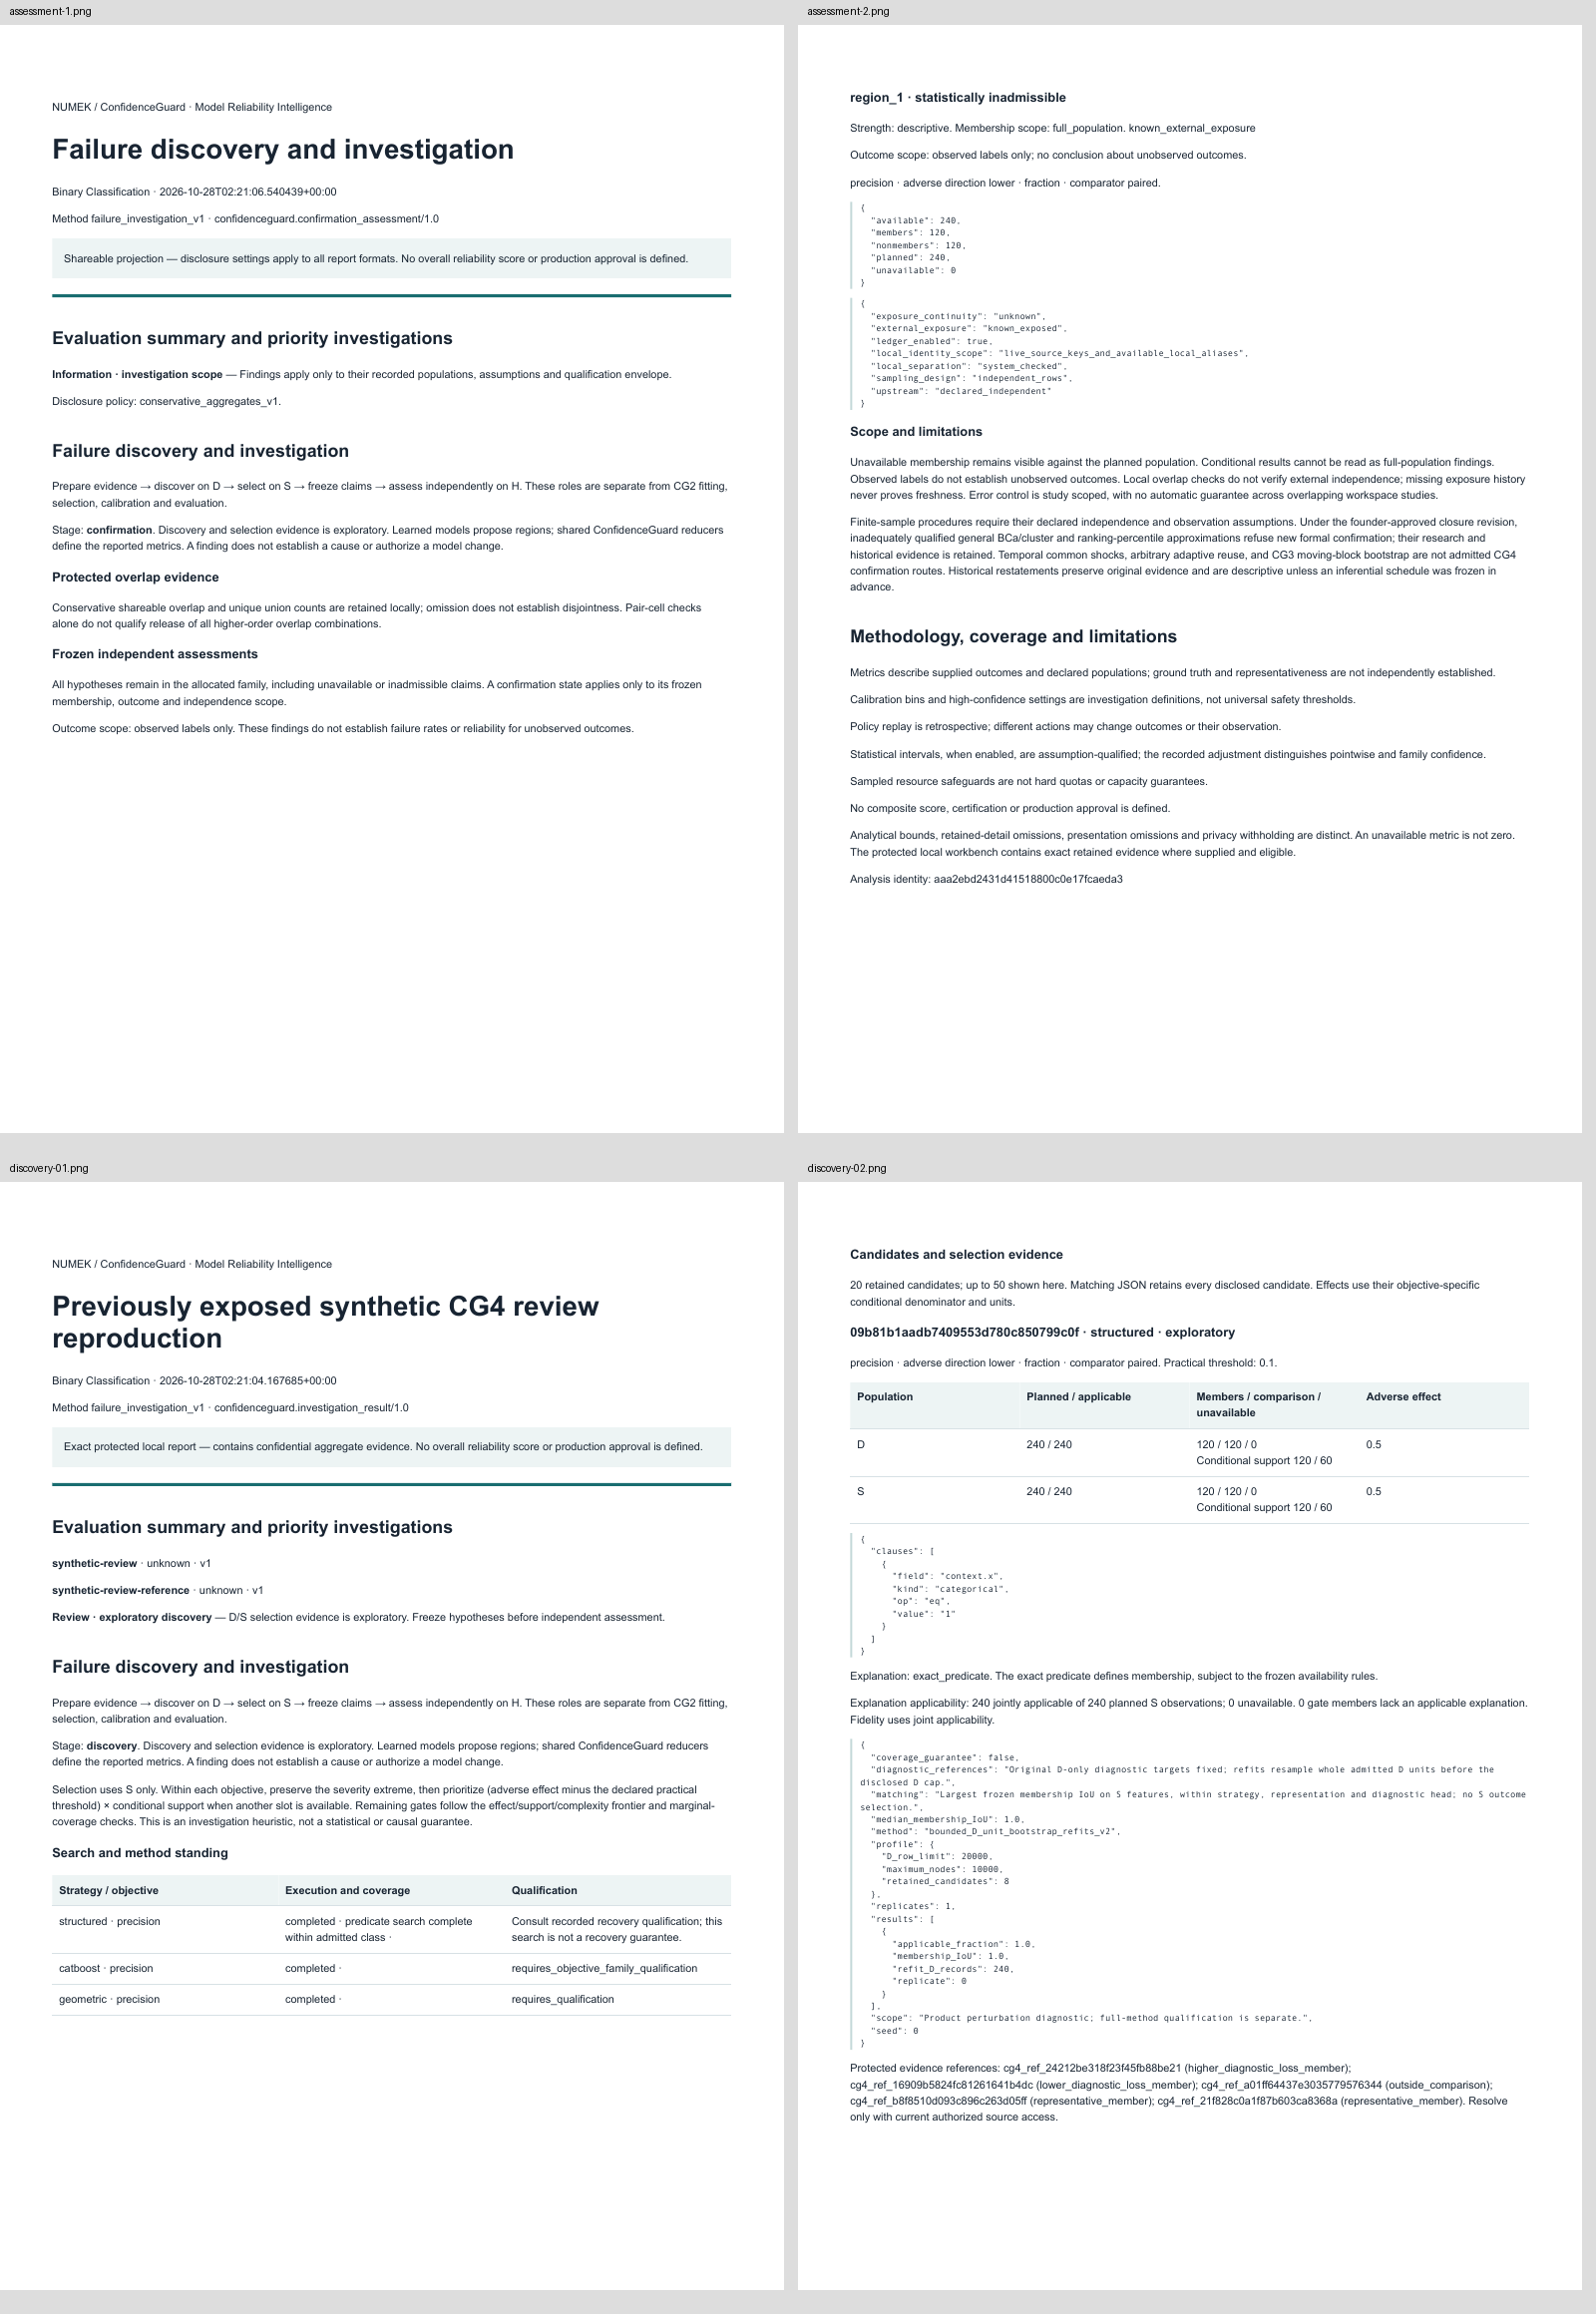 assessment-1.png
NUMEK / ConfidenceGuard · Model Reliability Intelligence
Failure discovery and investigation
Binary Classification · 2026-10-28T02:21:06.540439+00:00
Method failure_investigation_v1 · confidenceguard.confirmation_assessment/1.0
Shareable projection — disclosure settings apply to all report formats. No overall reliability score or production approval is defined.
Evaluation summary and priority investigations
Information · investigation scope — Findings apply only to their recorded populations, assumptions and qualification envelope.
Disclosure policy: conservative_aggregates_v1.
Failure discovery and investigation
Prepare evidence → discover on D → select on S → freeze claims → assess independently on H. These roles are separate from CG2 fitting,
selection, calibration and evaluation.
Stage: confirmation. Discovery and selection evidence is exploratory. Learned models propose regions; shared ConfidenceGuard reducers
define the reported metrics. A finding does not establish a cause or authorize a model change.
Protected overlap evidence
Conservative shareable overlap and unique union counts are retained locally; omission does not establish disjointness. Pair-cell checks
alone do not qualify release of all higher-order overlap combinations.
Frozen independent assessments
All hypotheses remain in the allocated family, including unavailable or inadmissible claims. A confirmation state applies only to its frozen
membership, outcome and independence scope.
Outcome scope: observed labels only. These findings do not establish failure rates or reliability for unobserved outcomes.
assessment-2.png
region_1 · statistically inadmissible
Strength: descriptive. Membership scope: full_population. known_external_exposure
Outcome scope: observed labels only; no conclusion about unobserved outcomes.
precision · adverse direction lower · fraction · comparator paired.
{
"available": 240,
"members": 120,
"nonmembers": 120,
"planned": 240,
"unavailable": 0
}
{
"exposure_continuity": "unknown",
"external_exposure": "known_exposed",
"ledger_enabled": true,
"local_identity_scope": "live_source_keys_and_available_local_aliases",
"local_separation": "system_checked",
"sampling_design": "independent_rows",
"upstream": "declared_independent"
}
Scope and limitations
Unavailable membership remains visible against the planned population. Conditional results cannot be read as full-population findings.
Observed labels do not establish unobserved outcomes. Local overlap checks do not verify external independence; missing exposure history
never proves freshness. Error control is study scoped, with no automatic guarantee across overlapping workspace studies.
Finite-sample procedures require their declared independence and observation assumptions. Under the founder-approved closure revision,
inadequately qualified general BCa/cluster and ranking-percentile approximations refuse new formal confirmation; their research and
historical evidence is retained. Temporal common shocks, arbitrary adaptive reuse, and CG3 moving-block bootstrap are not admitted CG4
confirmation routes. Historical restatements preserve original evidence and are descriptive unless an inferential schedule was frozen in
advance.
Methodology, coverage and limitations
Metrics describe supplied outcomes and declared populations; ground truth and representativeness are not independently established.
Calibration bins and high-confidence settings are investigation definitions, not universal safety thresholds.
Policy replay is retrospective; different actions may change outcomes or their observation.
Statistical intervals, when enabled, are assumption-qualified; the recorded adjustment distinguishes pointwise and family confidence.
Sampled resource safeguards are not hard quotas or capacity guarantees.
No composite score, certification or production approval is defined.
Analytical bounds, retained-detail omissions, presentation omissions and privacy withholding are distinct. An unavailable metric is not zero.
The protected local workbench contains exact retained evidence where supplied and eligible.
Analysis identity: aaa2ebd2431d41518800c0e17fcaeda3
discovery-01.png
NUMEK / ConfidenceGuard · Model Reliability Intelligence
Previously exposed synthetic CG4 review
reproduction
Binary Classification · 2026-10-28T02:21:04.167685+00:00
Method failure_investigation_v1 · confidenceguard.investigation_result/1.0
Exact protected local report — contains confidential aggregate evidence. No overall reliability score or production approval is defined.
Evaluation summary and priority investigations
synthetic-review · unknown · v1
synthetic-review-reference · unknown · v1
Review · exploratory discovery — D/S selection evidence is exploratory. Freeze hypotheses before independent assessment.
Failure discovery and investigation
Prepare evidence → discover on D → select on S → freeze claims → assess independently on H. These roles are separate from CG2 fitting,
selection, calibration and evaluation.
Stage: discovery. Discovery and selection evidence is exploratory. Learned models propose regions; shared ConfidenceGuard reducers
define the reported metrics. A finding does not establish a cause or authorize a model change.
Selection uses S only. Within each objective, preserve the severity extreme, then prioritize (adverse effect minus the declared practical
threshold) × conditional support when another slot is available. Remaining gates follow the effect/support/complexity frontier and marginal-
coverage checks. This is an investigation heuristic, not a statistical or causal guarantee.
Search and method standing
Strategy / objective Execution and coverage Qualification
structured · precision completed · predicate search complete Consult recorded recovery qualification; this
within admitted class · search is not a recovery guarantee.
catboost · precision completed · requires_objective_family_qualification
geometric · precision completed · requires_qualification
discovery-02.png
Candidates and selection evidence
20 retained candidates; up to 50 shown here. Matching JSON retains every disclosed candidate. Effects use their objective-specific
conditional denominator and units.
09b81b1aadb7409553d780c850799c0f · structured · exploratory
precision · adverse direction lower · fraction · comparator paired. Practical threshold: 0.1.
Population Planned / applicable Members / comparison / Adverse effect
unavailable
D 240 / 240 120 / 120 / 0 0.5
Conditional support 120 / 60
S 240 / 240 120 / 120 / 0 0.5
Conditional support 120 / 60
{
"clauses": [
{
"field": "context.x",
"kind": "categorical",
"op": "eq",
"value": "1"
}
]
}
Explanation: exact_predicate. The exact predicate defines membership, subject to the frozen availability rules.
Explanation applicability: 240 jointly applicable of 240 planned S observations; 0 unavailable. 0 gate members lack an applicable explanation.
Fidelity uses joint applicability.
{
"coverage_guarantee": false,
"diagnostic_references": "Original D-only diagnostic targets fixed; refits resample whole admitted D units before the
disclosed D cap.",
"matching": "Largest frozen membership IoU on S features, within strategy, representation and diagnostic head; no S outcome
selection.",
"median_membership_IoU": 1.0,
"method": "bounded_D_unit_bootstrap_refits_v2",
"profile": {
"D_row_limit": 20000,
"maximum_nodes": 10000,
"retained_candidates": 8
},
"replicates": 1,
"results": [
{
"applicable_fraction": 1.0,
"membership_IoU": 1.0,
"refit_D_records": 240,
"replicate": 0
}
],
"scope": "Product perturbation diagnostic; full-method qualification is separate.",
"seed": 0
}
Protected evidence references: cg4_ref_24212be318f23f45fb88be21 (higher_diagnostic_loss_member);
cg4_ref_16909b5824fc81261641b4dc (lower_diagnostic_loss_member); cg4_ref_a01ff64437e3035779576344 (outside_comparison);
cg4_ref_b8f8510d093c896c263d05ff (representative_member); cg4_ref_21f828c0a1f87b603ca8368a (representative_member). Resolve
only with current authorized source access.